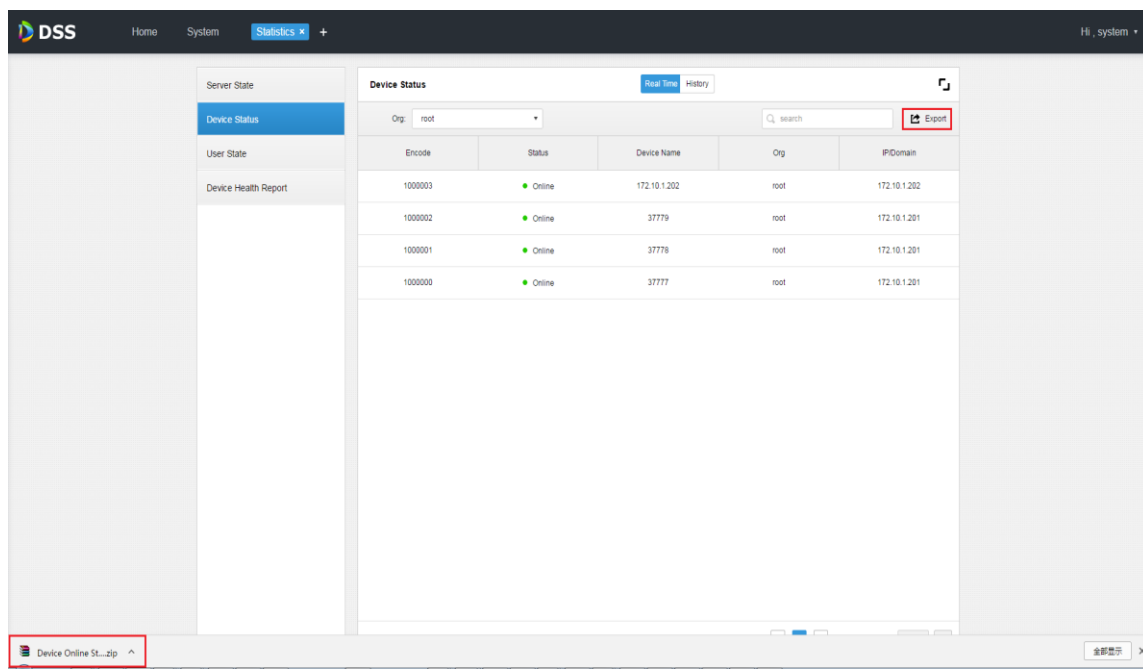 DSS Home System Statistics × + Hi , system
Server State
Device Status
User State
Device Health Report
Device Status Real Time History
Org: root search Export
Encode Status Device Name Org IP/Domain
1000003 Online 172.10.1.202 root 172.10.1.202
1000002 Online 37779 root 172.10.1.201
1000001 Online 37778 root 172.10.1.201
1000000 Online 37777 root 172.10.1.201
Device Online St....zip 全部显示